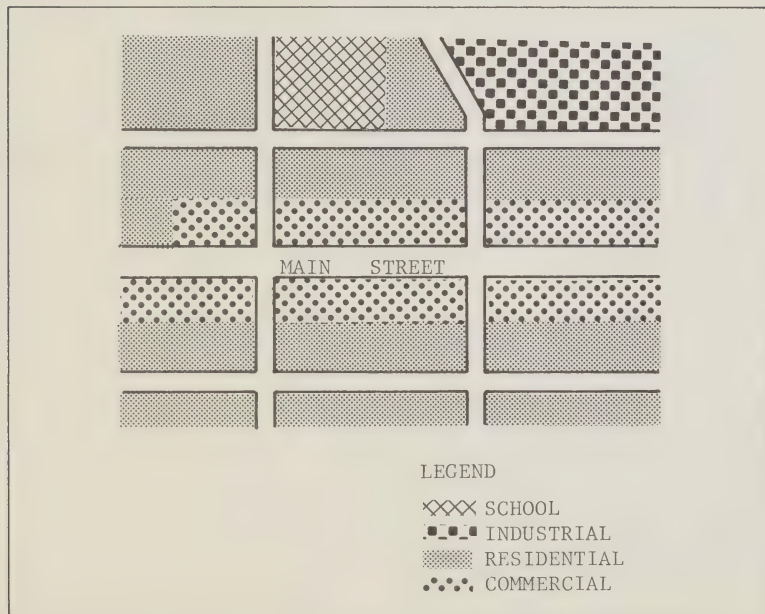 MAIN STREET
LEGEND
SCHOOL
INDUSTRIAL
RESIDENTIAL
COMMERCIAL